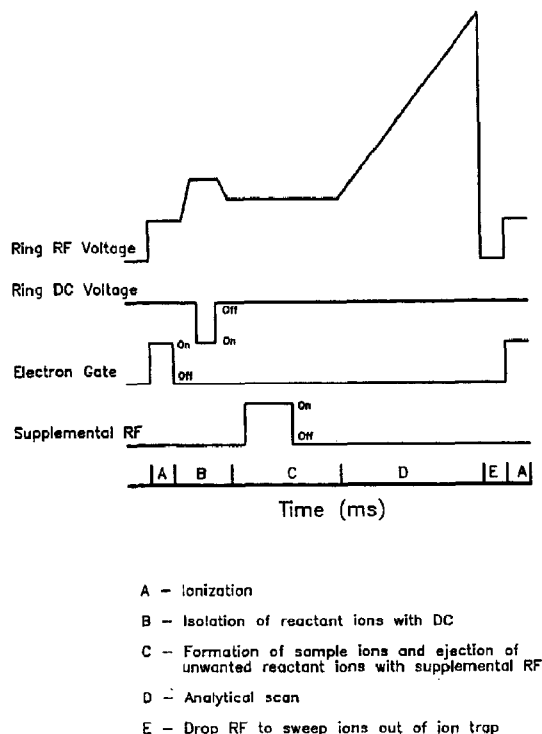 Ring RF Voltage
Ring DC Voltage
Off
On
On
Electron Gate
Off
On
Supplemental RF
Off
A B C D E A
Time (ms)
A – Ionization
B – Isolation of reactant ions with DC
C – Formation of sample ions and ejection of
unwanted reactant ions with supplemental RF
D – Analytical scan
E – Drop RF to sweep ions out of ion trap